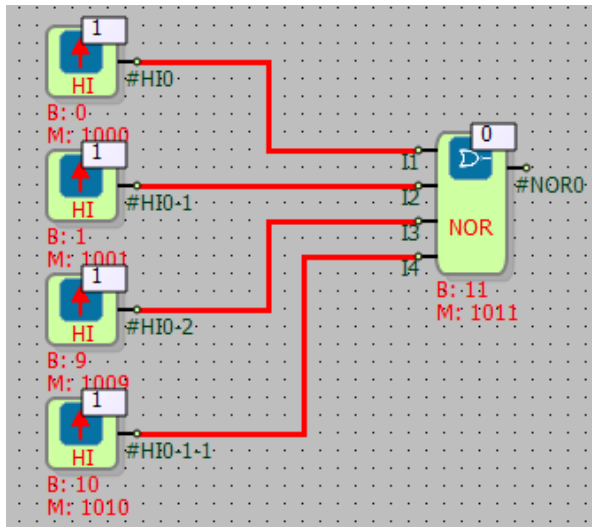 1
HI
#HI0
B: 0
M: 1000
1
HI
#HI0-1
B: 1
M: 1001
1
HI
#HI0-2
B: 9
M: 1009
1
HI
#HI0-1-1
B: 10
M: 1010
I1
I2
I3
I4
0
NOR
#NOR0
B: 11
M: 1011